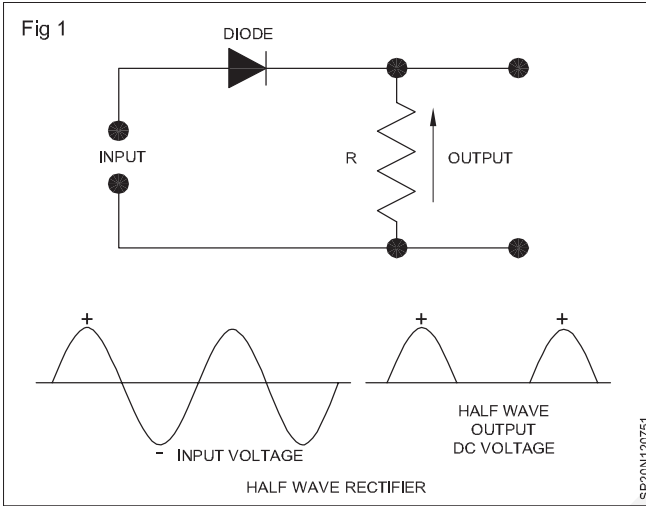 Fig 1
DIODE
INPUT
R
OUTPUT
+
+
+
- INPUT VOLTAGE
HALF WAVE
OUTPUT
DC VOLTAGE
HALF WAVE RECTIFIER
SP20N120751